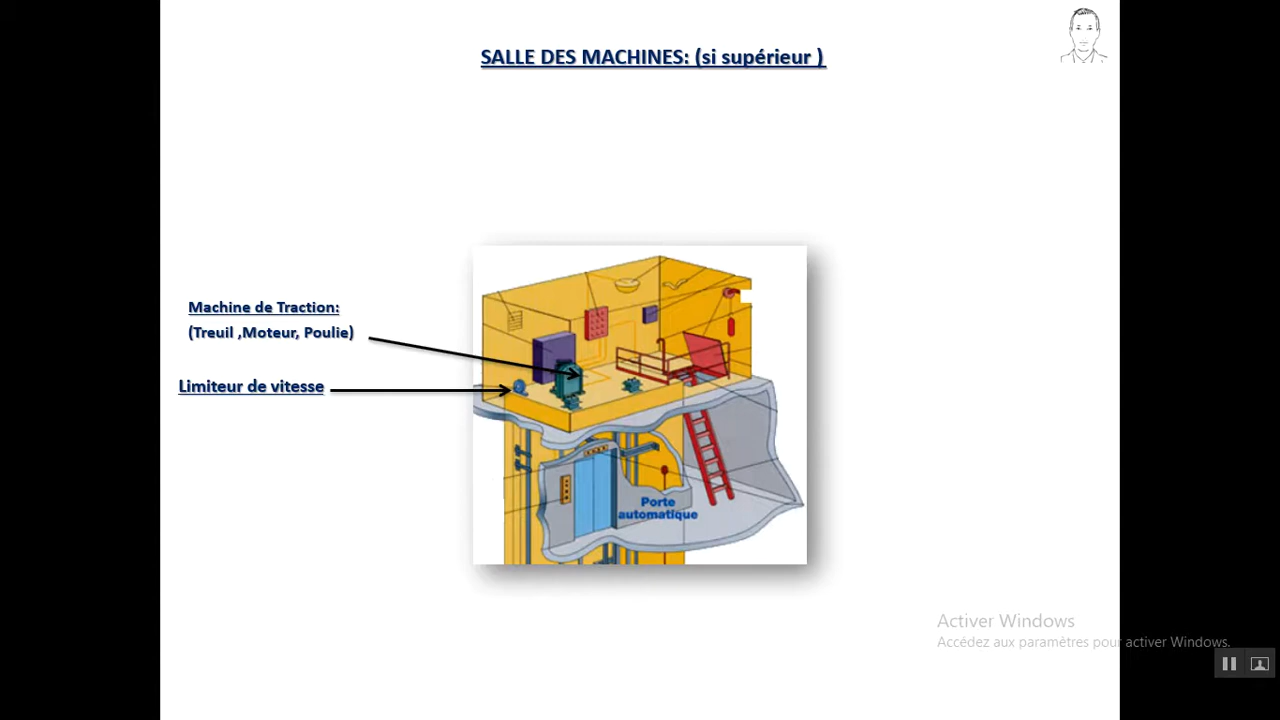 SALLE DES MACHINES: (si supérieur )
Machine de Traction:
(Treuil ,Moteur, Poulie)
Limiteur de vitesse
Porte
automatique
Activer Windows
Accédez aux paramètres pour activer Windows.